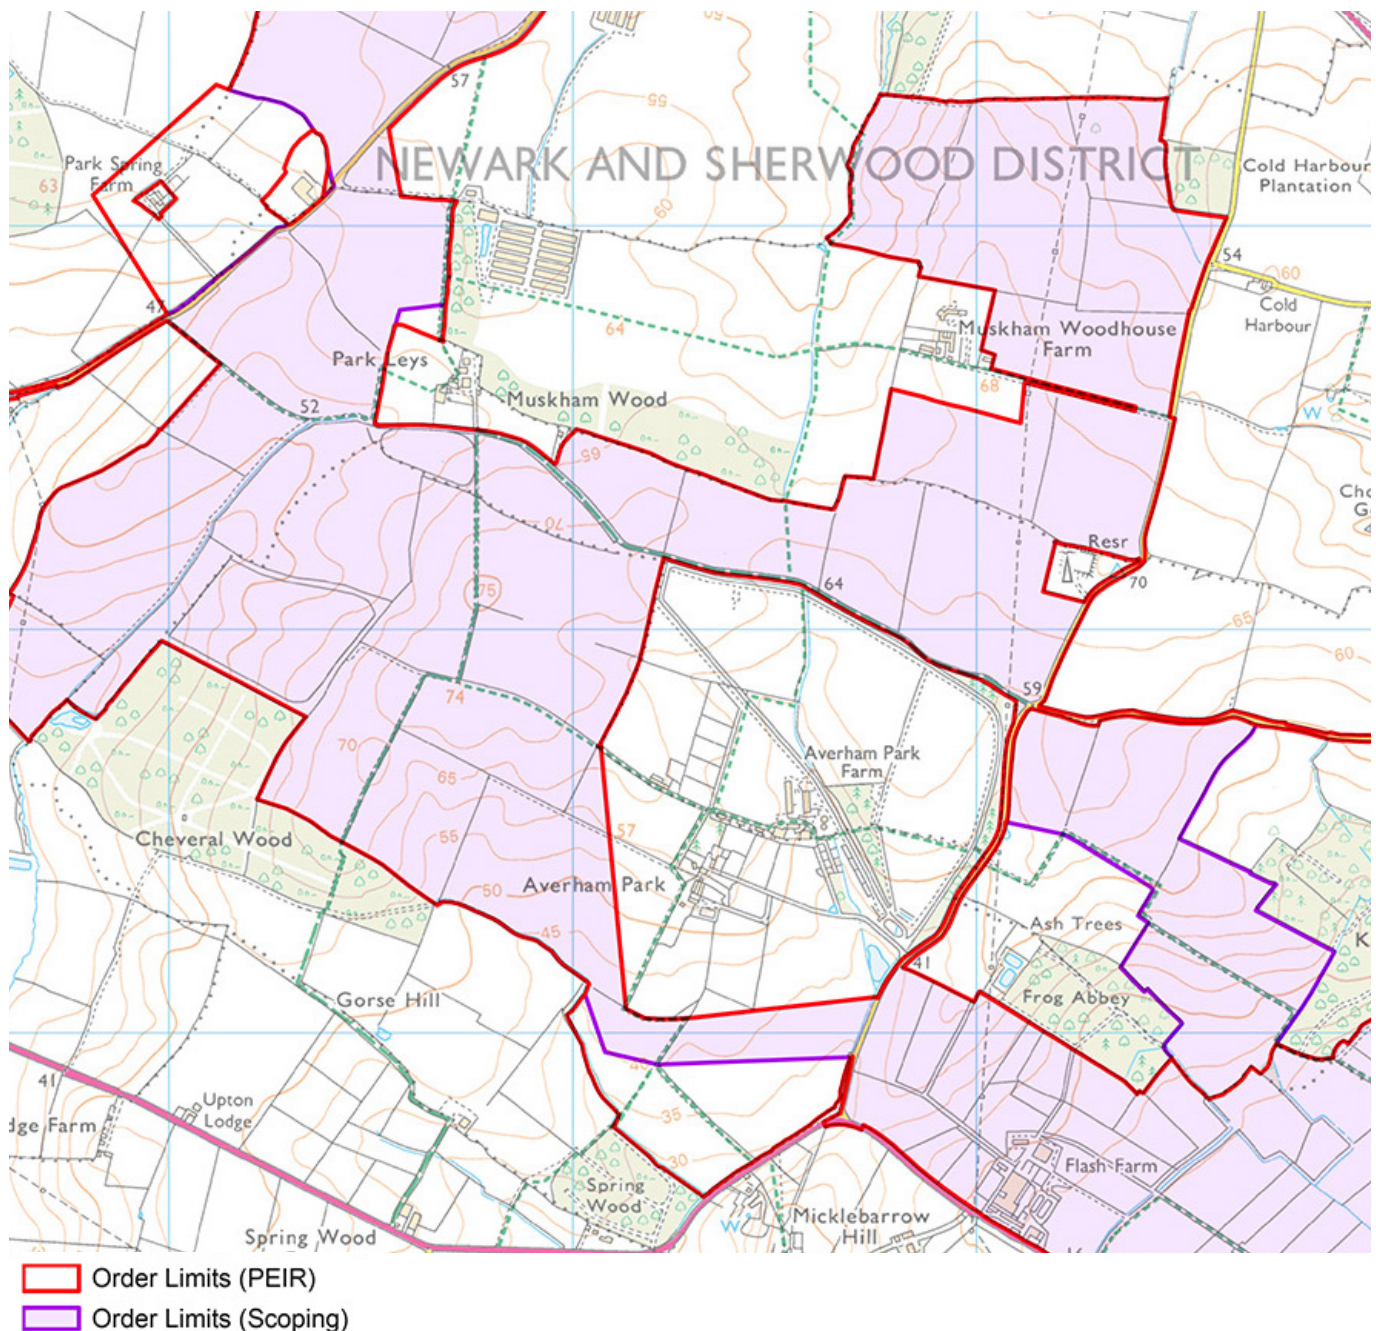 55
57
55
NEWARK AND SHERWOOD DISTRICT
Park Spring
Farm
63
60
Cold Harbour
Plantation
54
60
Cold
Harbour
47
64
Muskham Woodhouse
Farm
Park Leys
68
52
Muskham Wood
W
65
70
Resr
70
75
64
65
60
59
74
70
65
Averham Park
Farm
55
57
Cheveral Wood
50
Averham Park
45
Ash Trees
K
41
Frog Abbey
Gorse Hill
40
41
Upton
Lodge
dge Farm
35
30
Flash Farm
Spring
Wood
W
Micklebarrow
Hill
Spring Wood
Order Limits (PEIR)
Order Limits (Scoping)